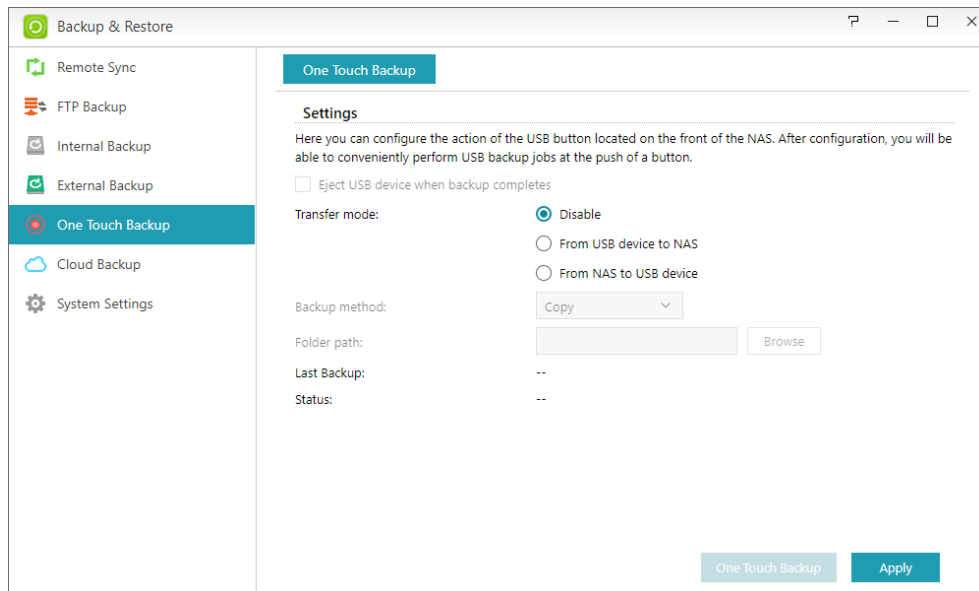 Backup & Restore
Remote Sync
FTP Backup
Internal Backup
External Backup
One Touch Backup
Cloud Backup
System Settings
One Touch Backup
Settings
Here you can configure the action of the USB button located on the front of the NAS. After configuration, you will be
able to conveniently perform USB backup jobs at the push of a button.
Eject USB device when backup completes
Transfer mode:
Disable
From USB device to NAS
From NAS to USB device
Backup method:
Copy
Folder path:
Browse
Last Backup:
--
Status:
--
One Touch Backup
Apply